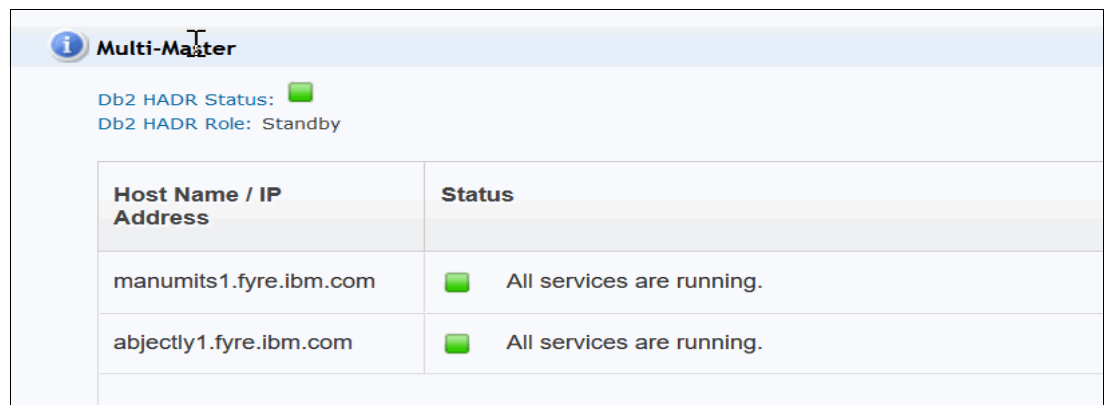 Multi-Master
Db2 HADR Status:
Db2 HADR Role: Standby
Host Name / IP Address
Status
manumits1.fyre.ibm.com
All services are running.
abjectly1.fyre.ibm.com
All services are running.